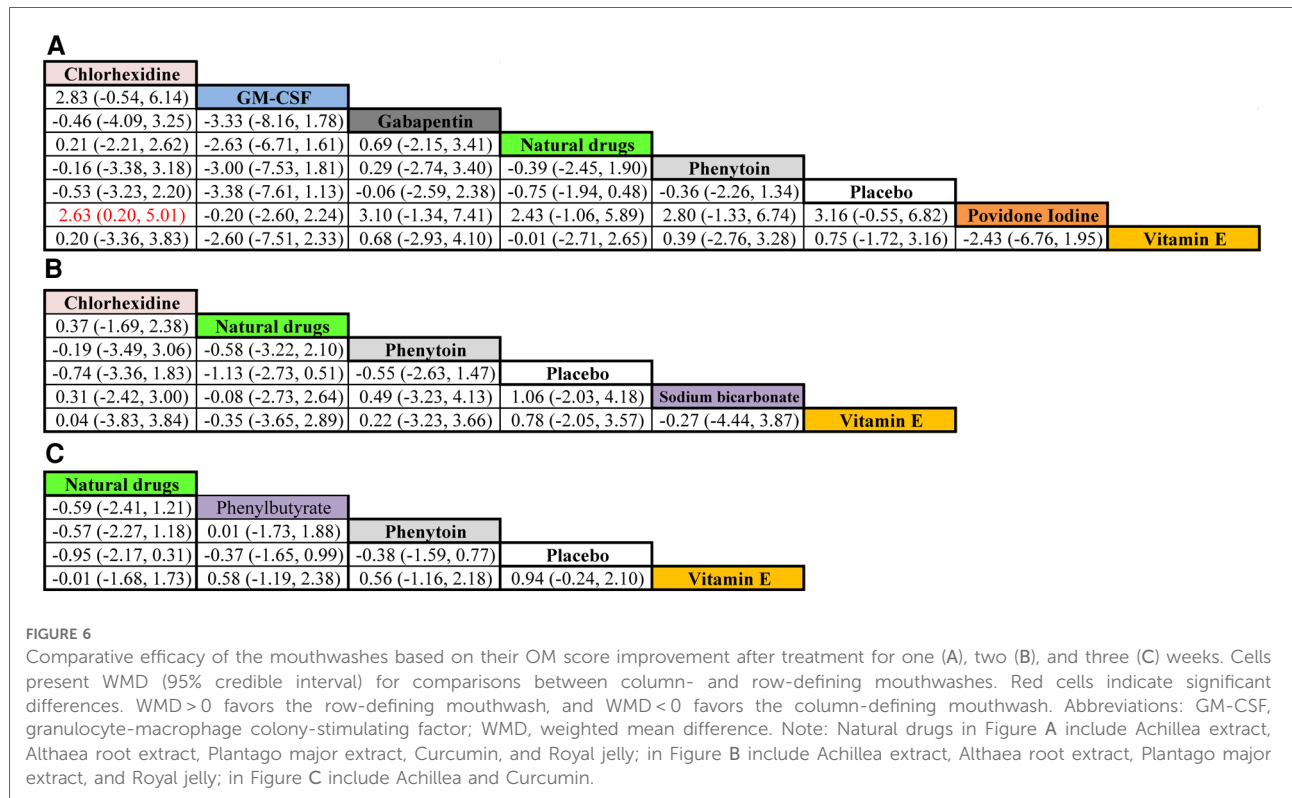 A
Chlorhexidine
2.83 (-0.54, 6.14) GM-CSF
-0.46 (-4.09, 3.25) -3.33 (-8.16, 1.78) Gabapentin
0.21 (-2.21, 2.62) -2.63 (-6.71, 1.61) 0.69 (-2.15, 3.41) Natural drugs
-0.16 (-3.38, 3.18) -3.00 (-7.53, 1.81) 0.29 (-2.74, 3.40) -0.39 (-2.45, 1.90) Phenytoin
-0.53 (-3.23, 2.20) -3.38 (-7.61, 1.13) -0.06 (-2.59, 2.38) -0.75 (-1.94, 0.48) -0.36 (-2.26, 1.34) Placebo
2.63 (0.20, 5.01) -0.20 (-2.60, 2.24) 3.10 (-1.34, 7.41) 2.43 (-1.06, 5.89) 2.80 (-1.33, 6.74) 3.16 (-0.55, 6.82) Povidone Iodine
0.20 (-3.36, 3.83) -2.60 (-7.51, 2.33) 0.68 (-2.93, 4.10) -0.01 (-2.71, 2.65) 0.39 (-2.76, 3.28) 0.75 (-1.72, 3.16) -2.43 (-6.76, 1.95) Vitamin E
B
Chlorhexidine
0.37 (-1.69, 2.38) Natural drugs
-0.19 (-3.49, 3.06) -0.58 (-3.22, 2.10) Phenytoin
-0.74 (-3.36, 1.83) -1.13 (-2.73, 0.51) -0.55 (-2.63, 1.47) Placebo
0.31 (-2.42, 3.00) -0.08 (-2.73, 2.64) 0.49 (-3.23, 4.13) 1.06 (-2.03, 4.18) Sodium bicarbonate
0.04 (-3.83, 3.84) -0.35 (-3.65, 2.89) 0.22 (-3.23, 3.66) 0.78 (-2.05, 3.57) -0.27 (-4.44, 3.87) Vitamin E
C
Natural drugs
-0.59 (-2.41, 1.21) Phenylbutyrate
-0.57 (-2.27, 1.18) 0.01 (-1.73, 1.88) Phenytoin
-0.95 (-2.17, 0.31) -0.37 (-1.65, 0.99) -0.38 (-1.59, 0.77) Placebo
-0.01 (-1.68, 1.73) 0.58 (-1.19, 2.38) 0.56 (-1.16, 2.18) 0.94 (-0.24, 2.10) Vitamin E
FIGURE 6
Comparative efficacy of the mouthwashes based on their OM score improvement after treatment for one (A), two (B), and three (C) weeks. Cells
present WMD (95% credible interval) for comparisons between column- and row-defining mouthwashes. Red cells indicate significant
differences. WMD > 0 favors the row-defining mouthwash, and WMD < 0 favors the column-defining mouthwash. Abbreviations: GM-CSF,
granulocyte-macrophage colony-stimulating factor; WMD, weighted mean difference. Note: Natural drugs in Figure A include Achillea extract,
Althaea root extract, Plantago major extract, Curcumin, and Royal jelly; in Figure B include Achillea extract, Althaea root extract, Plantago major
extract, and Royal jelly; in Figure C include Achillea and Curcumin.